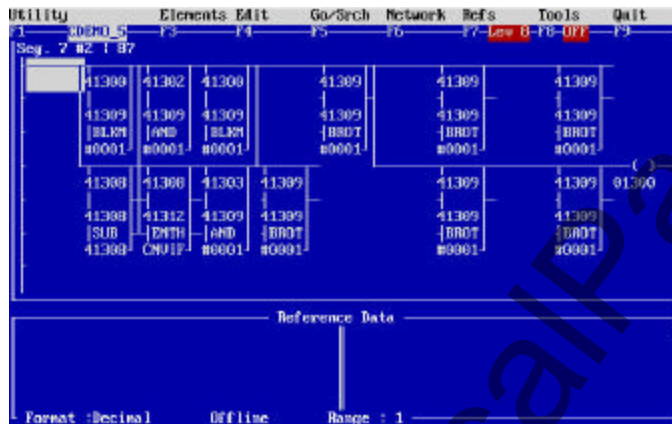 Utility Elements Edit Go/Srch Network Refs Tools Quit
F1 XDEMO_5 F3 F4 F5 F6 F7-Lev 8-F8-OFF-F9
Seg. 7 #2 | 87
41300 41302 41300 41309 41309 41309
41309 41309 41309 41309 41309 41309
BLKM AND BLKM BROT BROT BROT
#0001 #0001 #0001 #0001 #0001 #0001
( )
41308 41308 41303 41309 41309 41309 01300
41308 41312 41309 41309 41309 41309
SUB EMTH AND BROT BROT BROT
41308 CNVIF #0001 #0001 #0001 #0001
Reference Data
Format :Decimal Offline Range : 1